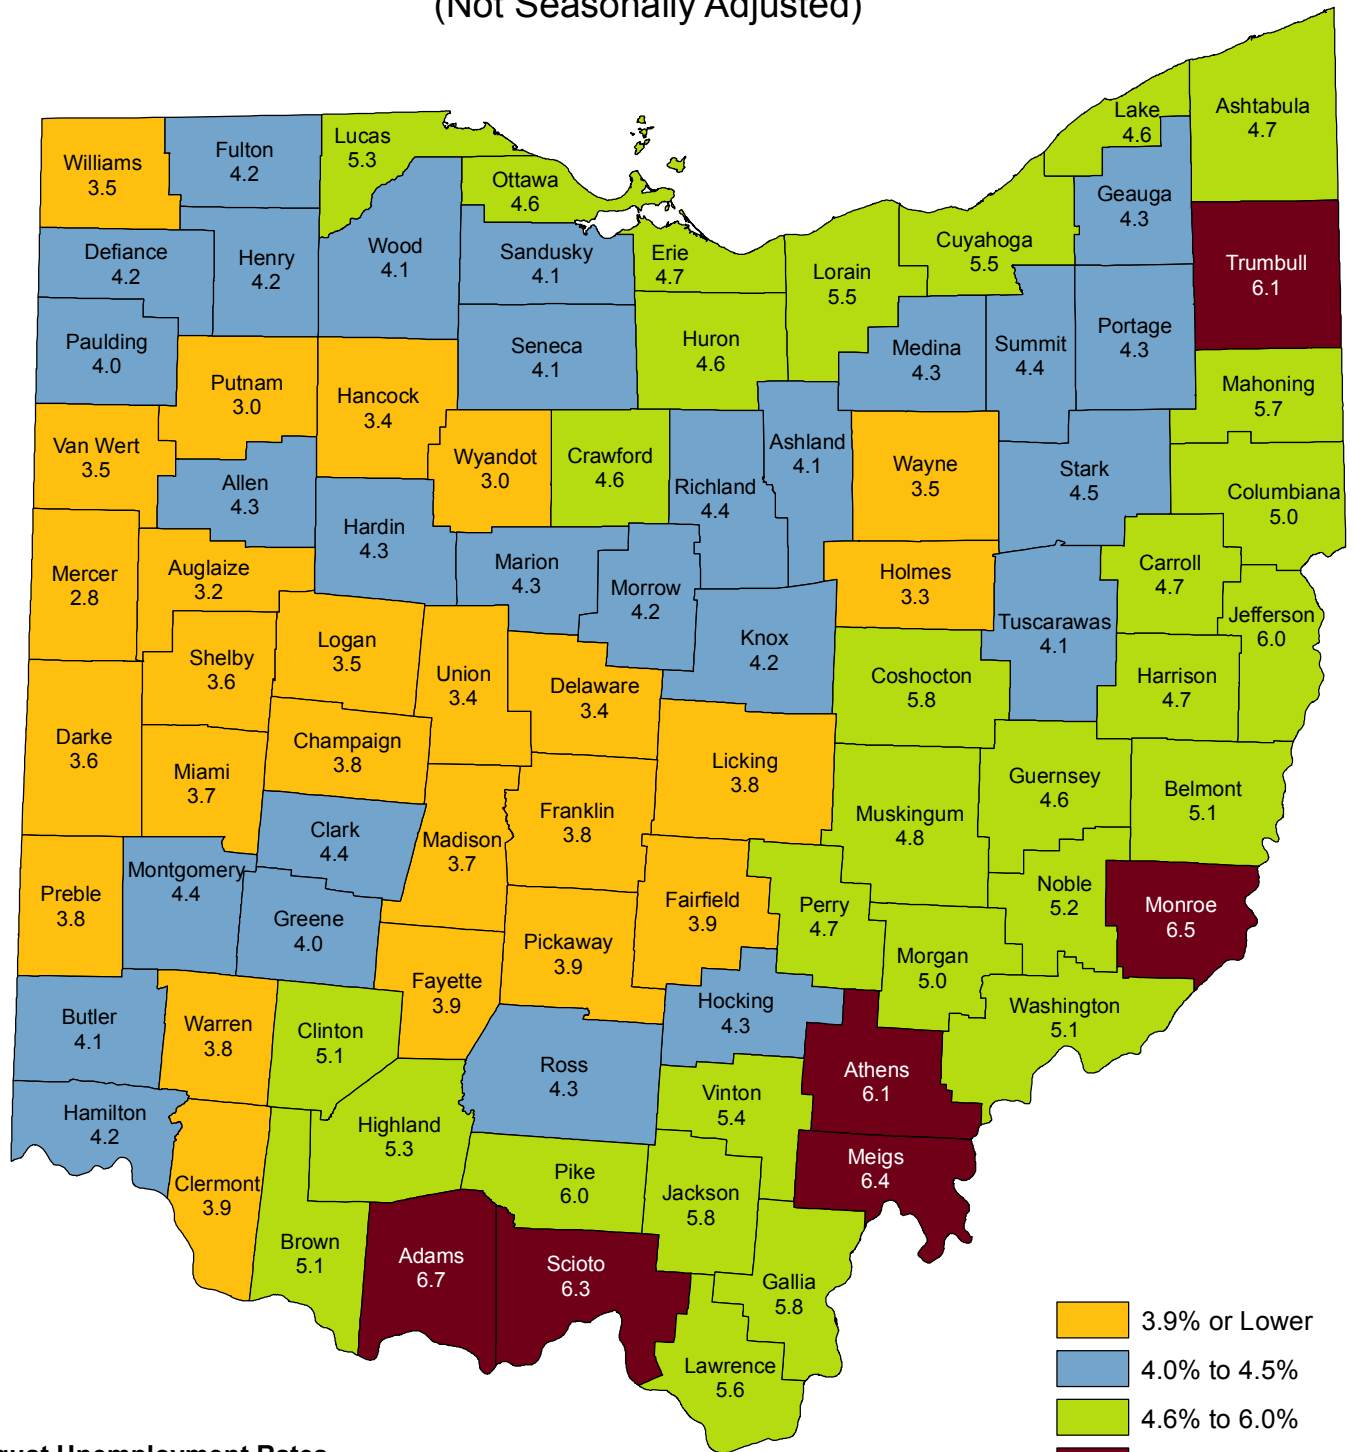 (Not Seasonally Adjusted)
Williams
3.5
Fulton
4.2
Lucas
5.3
Ottawa
4.6
Lake
4.6
Ashtabula
4.7
Geauga
4.3
Defiance
4.2
Henry
4.2
Wood
4.1
Sandusky
4.1
Erie
4.7
Lorain
5.5
Cuyahoga
5.5
Trumbull
6.1
Paulding
4.0
Putnam
3.0
Hancock
3.4
Seneca
4.1
Huron
4.6
Medina
4.3
Summit
4.4
Portage
4.3
Mahoning
5.7
Van Wert
3.5
Allen
4.3
Wyandot
3.0
Crawford
4.6
Richland
4.4
Ashland
4.1
Wayne
3.5
Stark
4.5
Columbiana
5.0
Hardin
4.3
Mercer
2.8
Auglaize
3.2
Marion
4.3
Morrow
4.2
Holmes
3.3
Carroll
4.7
Jefferson
6.0
Tuscarawas
4.1
Knox
4.2
Logan
3.5
Shelby
3.6
Union
3.4
Delaware
3.4
Coshocton
5.8
Harrison
4.7
Darke
3.6
Miami
3.7
Champaign
3.8
Licking
3.8
Guernsey
4.6
Belmont
5.1
Clark
4.4
Madison
3.7
Franklin
3.8
Muskingum
4.8
Preble
3.8
Montgomery
4.4
Greene
4.0
Fairfield
3.9
Perry
4.7
Noble
5.2
Monroe
6.5
Pickaway
3.9
Morgan
5.0
Fayette
3.9
Hocking
4.3
Washington
5.1
Butler
4.1
Warren
3.8
Clinton
5.1
Ross
4.3
Athens
6.1
Vinton
5.4
Hamilton
4.2
Highland
5.3
Clermont
3.9
Pike
6.0
Jackson
5.8
Meigs
6.4
Brown
5.1
Adams
6.7
Scioto
6.3
Gallia
5.8
Lawrence
5.6
3.9% or Lower
4.0% to 4.5%
4.6% to 6.0%